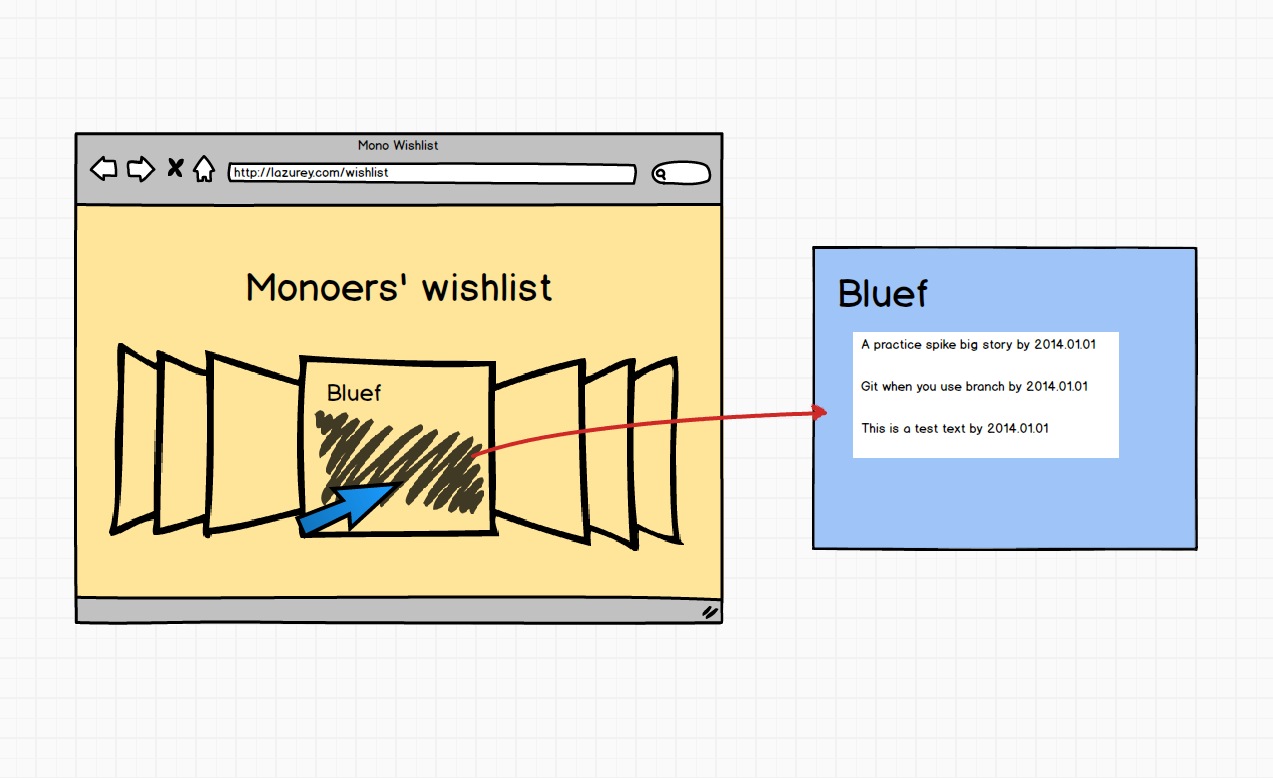 Mono Wishlist
http://lazurey.com/wishlist
Monoers' wishlist
Bluef
Bluef
A practice spike big story by 2014.01.01
Git when you use branch by 2014.01.01
This is a test text by 2014.01.01